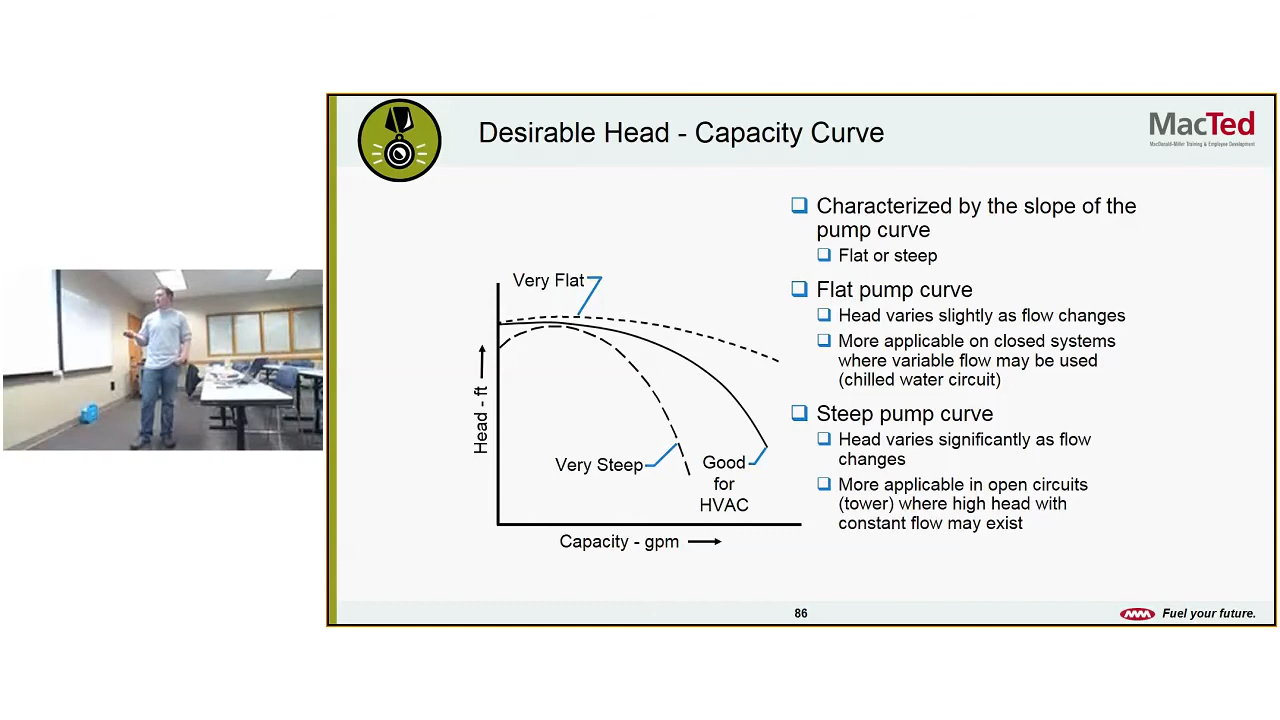 Desirable Head - Capacity Curve
MacTed
MacDonald-Miller Training & Employee Development
Characterized by the slope of the
pump curve
Flat or steep
Flat pump curve
Head varies slightly as flow changes
More applicable on closed systems
where variable flow may be used
(chilled water circuit)
Steep pump curve
Head varies significantly as flow
changes
More applicable in open circuits
(tower) where high head with
constant flow may exist
Very Flat
Head - ft
Very Steep
Good
for
HVAC
Capacity - gpm
86
Fuel your future.